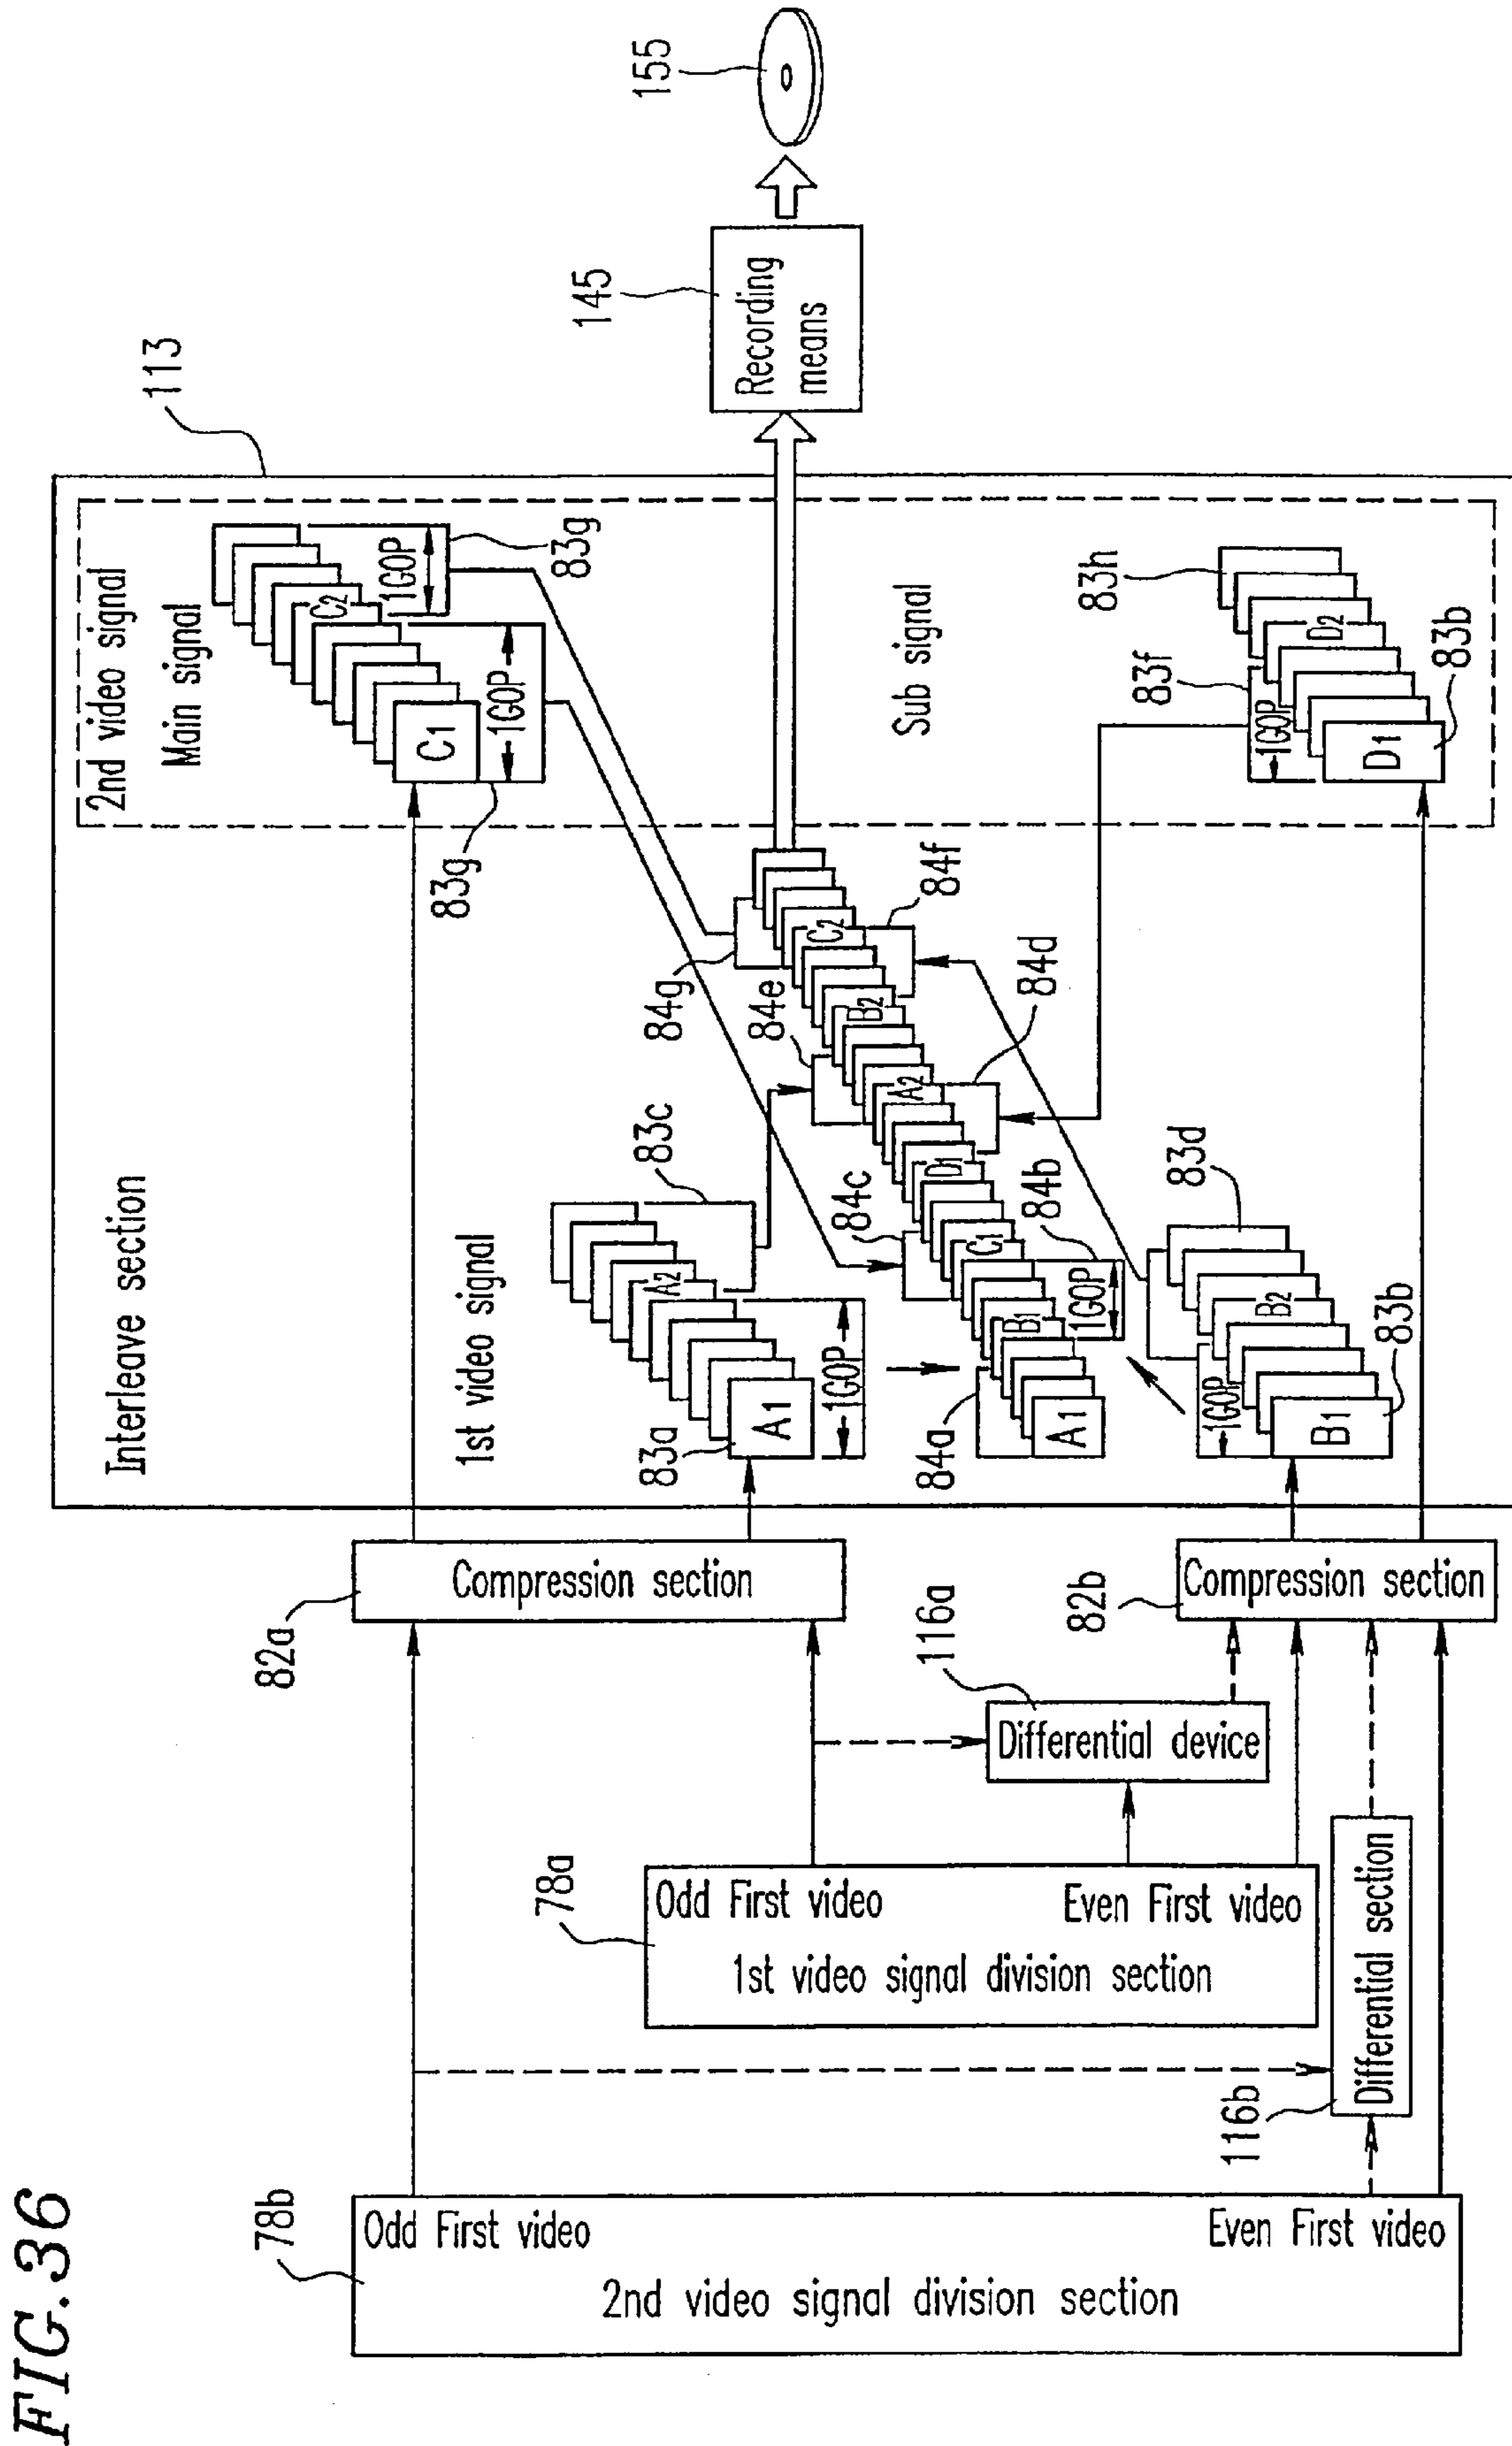 FIG.36
78b
Odd First video
Even First video
2nd video signal division section
78a
Odd First video
Even First video
1st video signal division section
116b
Differential section
116a
Differential device
82a
Compression section
82b
Compression section
Interleave section
113
1st video signal
83a
A1
A2
1GOP
83c
84a
A1
B1
1GOP
84b
84c
C1
D1
84d
84e
A2
B2
84f
84g
C2
B1
B2
1GOP
83b
83d
2nd video signal
Main signal
C1
C2
1GOP
1GOP
83g
83g
Sub signal
83f
83h
1GOP
D1
D2
83b
145
Recording
means
155